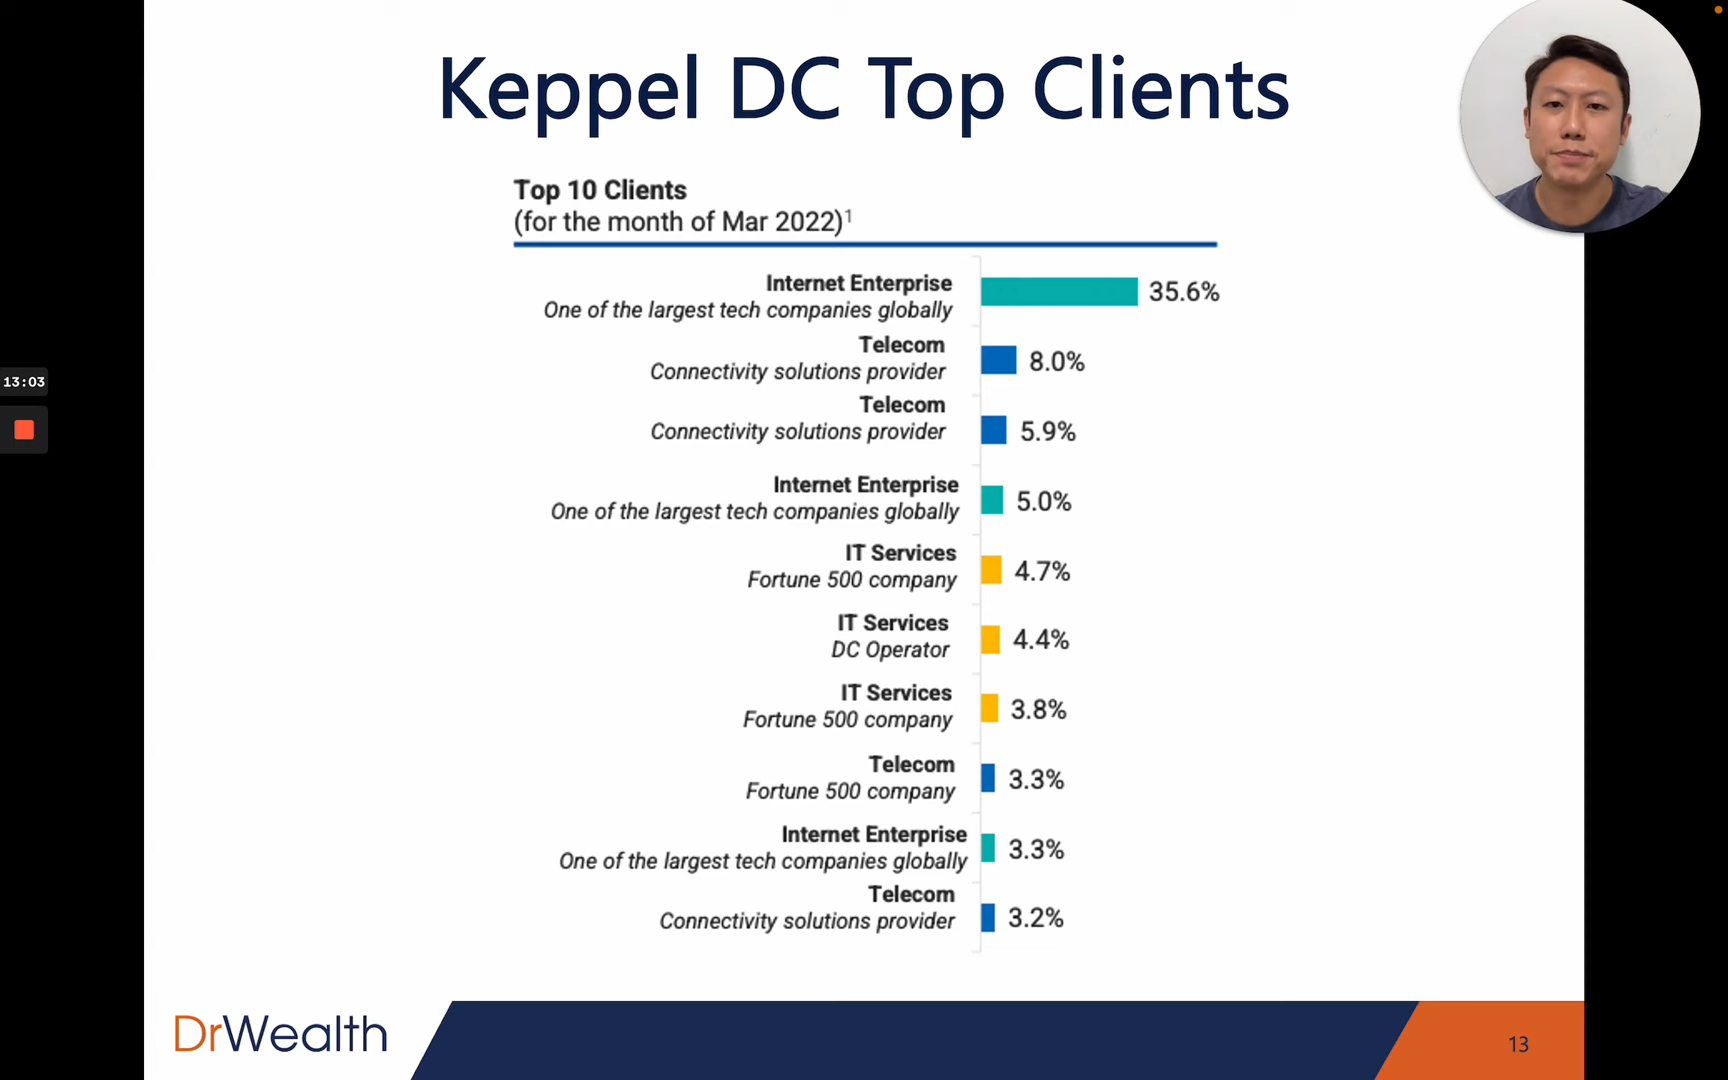 Keppel DC Top Clients
Top 10 Clients
(for the month of Mar 2022)¹
Internet Enterprise
One of the largest tech companies globally
35.6%
Telecom
Connectivity solutions provider
8.0%
Telecom
Connectivity solutions provider
5.9%
Internet Enterprise
One of the largest tech companies globally
5.0%
IT Services
Fortune 500 company
4.7%
IT Services
DC Operator
4.4%
IT Services
Fortune 500 company
3.8%
Telecom
Fortune 500 company
3.3%
Internet Enterprise
One of the largest tech companies globally
3.3%
Telecom
Connectivity solutions provider
3.2%
13:03
DrWealth
13